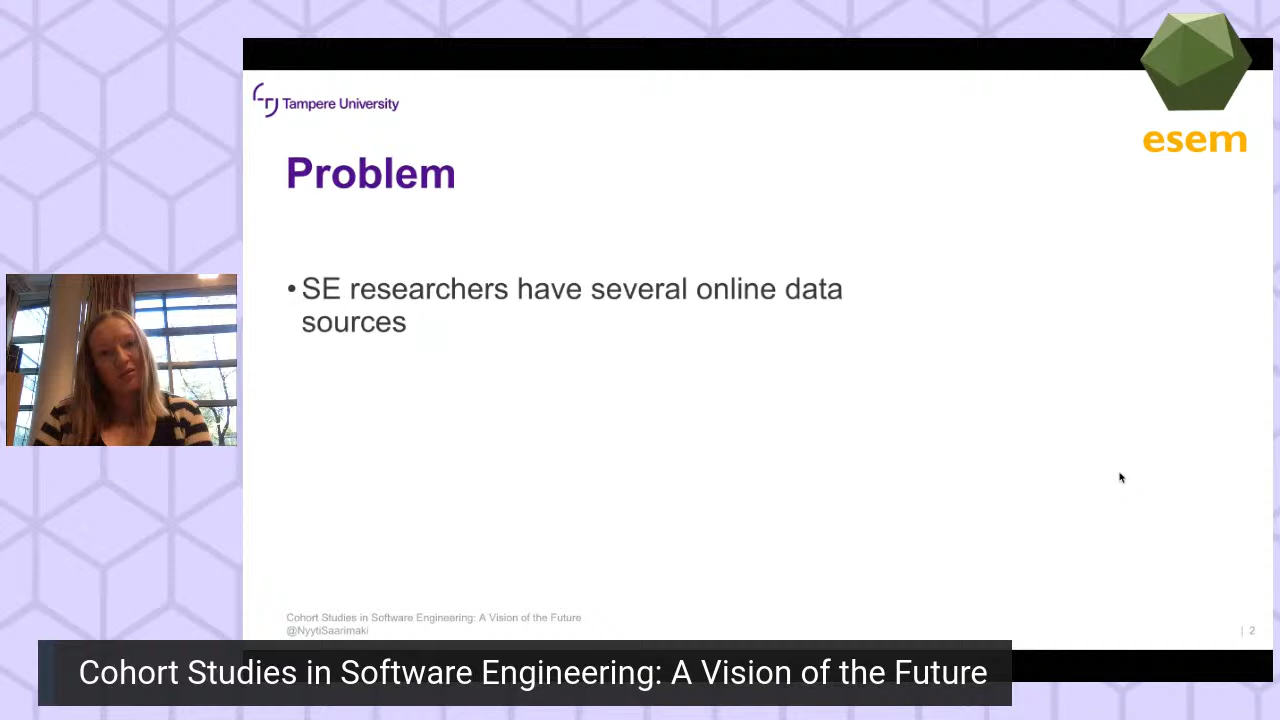 Tampere University
esem
Problem
• SE researchers have several online data
sources
Cohort Studies in Software Engineering: A Vision of the Future
@NyytiSaarimaki
| 2
Cohort Studies in Software Engineering: A Vision of the Future